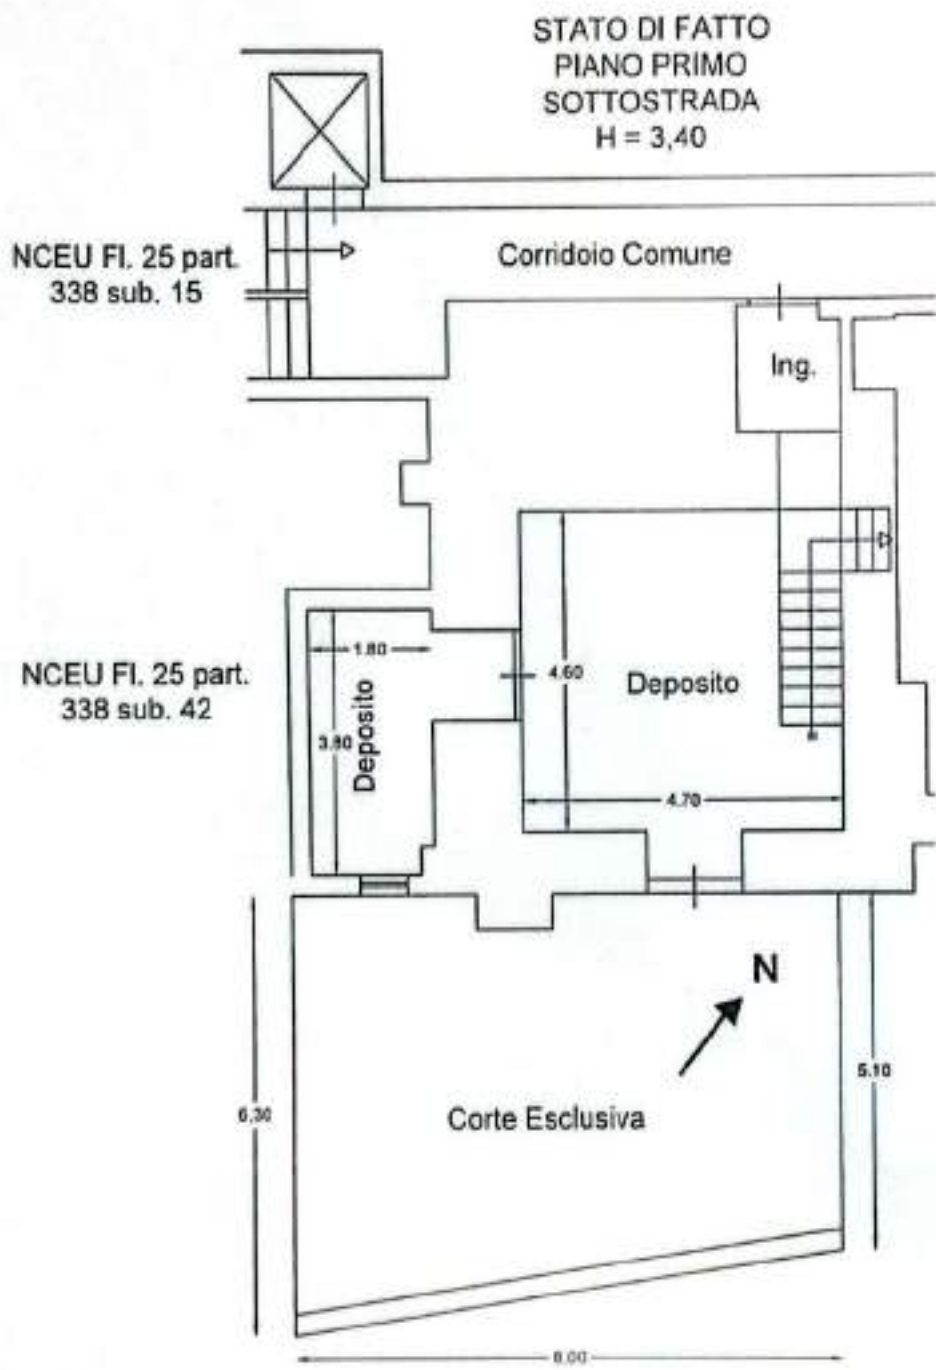 STATO DI FATTO
PIANO PRIMO
SOTTOSTRADA
H = 3,40
NCEU Fl. 25 part.
338 sub. 15
Corridoio Comune
Ing.
NCEU Fl. 25 part.
338 sub. 42
1.80
3.80
Deposito
4.60
Deposito
4.70
N
6.30
5.10
Corte Esclusiva
8.00